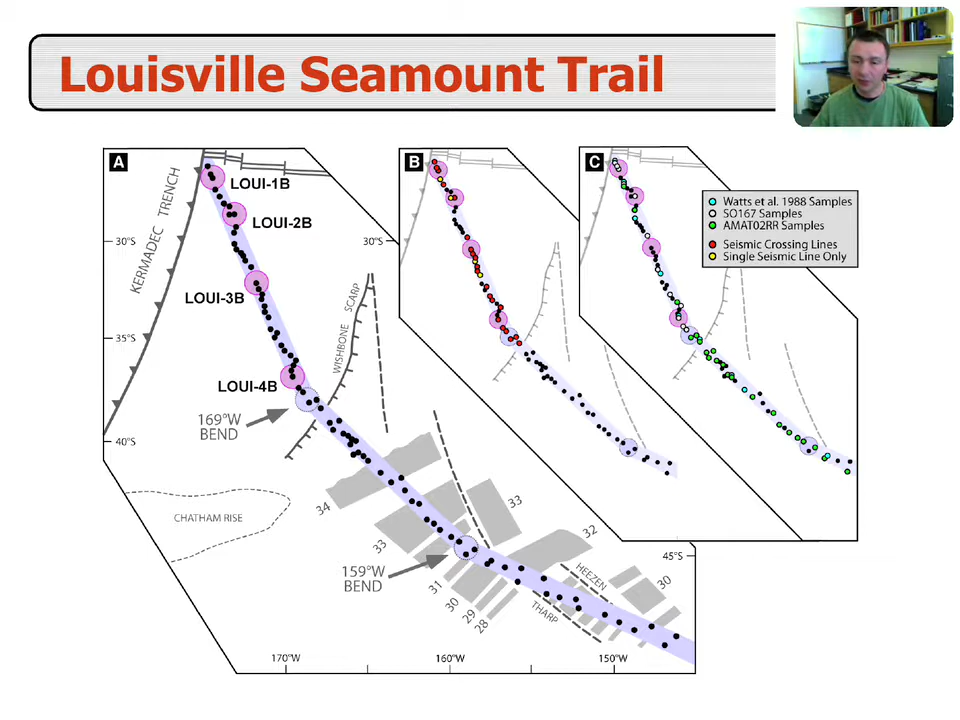 Louisville Seamount Trail
A
KERMADEC TRENCH
LOUI-1B
LOUI-2B
30°S
LOUI-3B
35°S
WISHBONE SCARP
LOUI-4B
169°W
BEND
40°S
34
CHATHAM RISE
33
33
32
159°W
BEND
31
30
29
28
HEEZEN
THARP
30
45°S
170°W
160°W
150°W
B
30°S
C
Watts et al. 1988 Samples
SO167 Samples
AMAT02RR Samples
Seismic Crossing Lines
Single Seismic Line Only